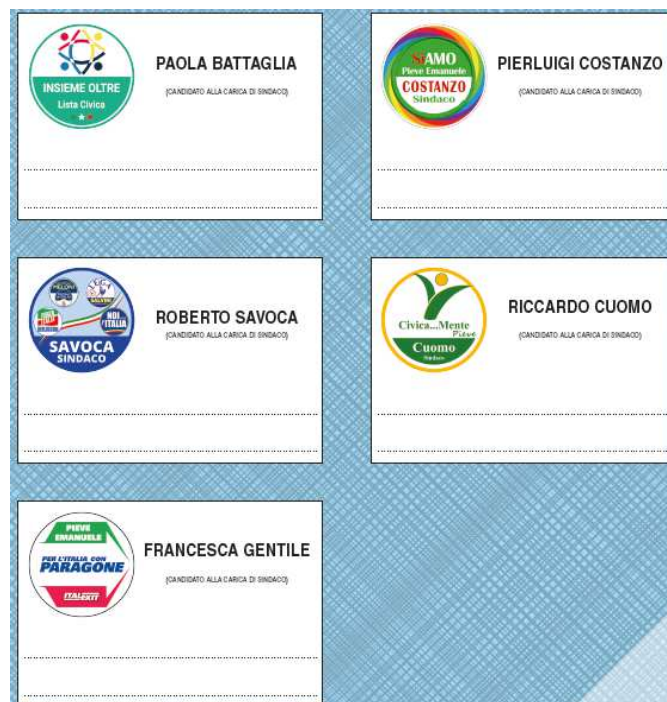 INSIEME OLTRE
Lista Civica
PAOLA BATTAGLIA
(CANDIDATO ALLA CARICA DI SINDACO)
SiAMO
Pieve Emanuele
COSTANZO
Sindaco
PIERLUIGI COSTANZO
(CANDIDATO ALLA CARICA DI SINDACO)
MELONI
LEGA
SALVINI
NOI
L'ITALIA
SAVOCA
SINDACO
ROBERTO SAVOCA
(CANDIDATO ALLA CARICA DI SINDACO)
Civica...Mente
Pieve
Cuomo
Sindaco
RICCARDO CUOMO
(CANDIDATO ALLA CARICA DI SINDACO)
PIEVE
EMANUELE
PER L'ITALIA CON
PARAGONE
ITALEXIT
FRANCESCA GENTILE
(CANDIDATO ALLA CARICA DI SINDACO)